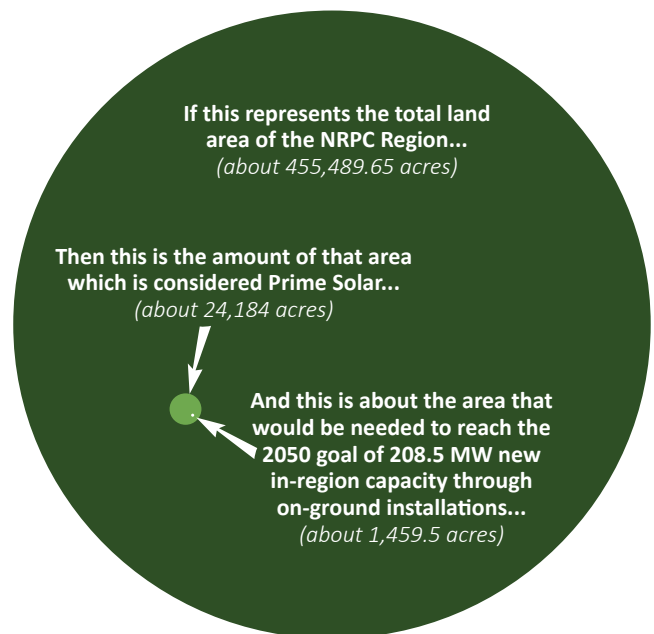 If this represents the total land
area of the NRPC Region...
(about 455,489.65 acres)
Then this is the amount of that area
which is considered Prime Solar...
(about 24,184 acres)
And this is about the area that
would be needed to reach the
2050 goal of 208.5 MW new
in-region capacity through
on-ground installations...
(about 1,459.5 acres)